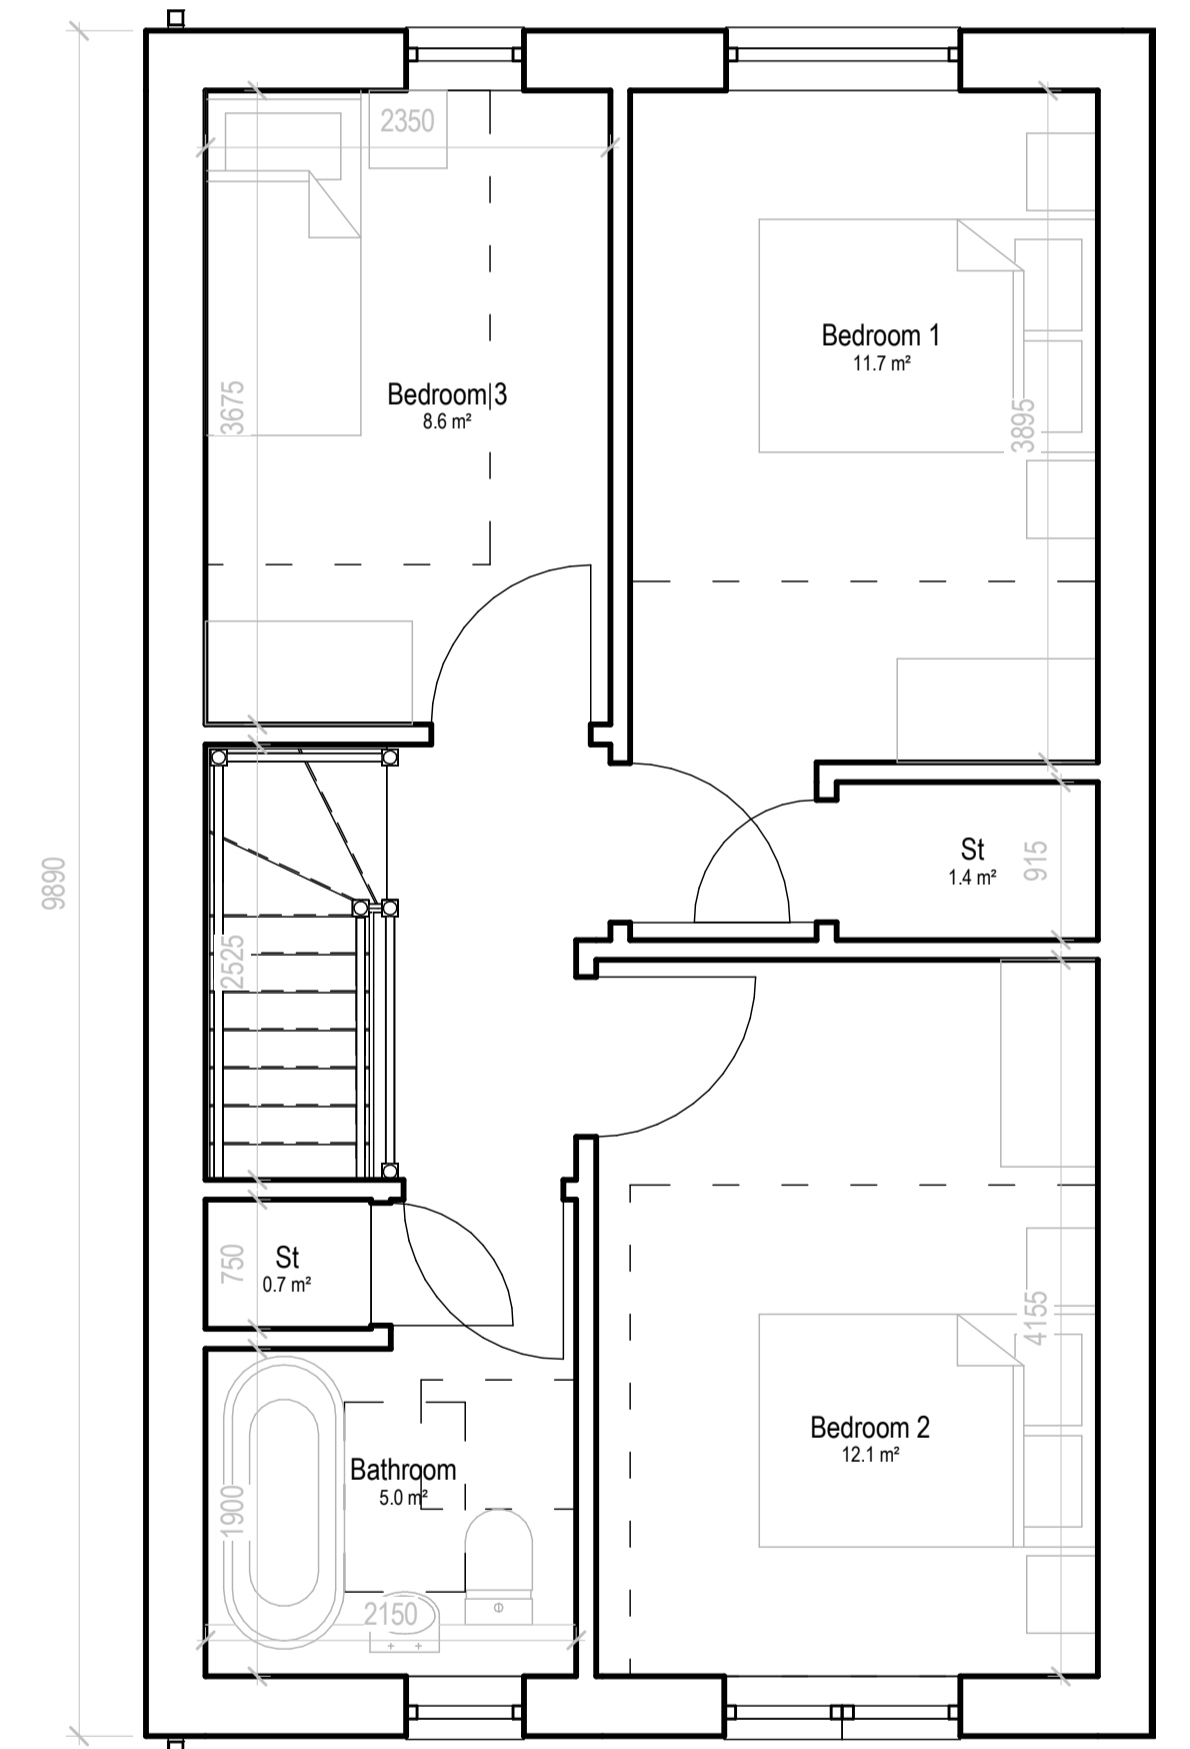 2350
Bedroom 1
11.7 m²
Bedroom 3
8.6 m²
3675
3895
9890
St
1.4 m²
915
2525
750
St
0.7 m²
4155
Bedroom 2
12.1 m²
Bathroom
5.0 m²
1900
2150